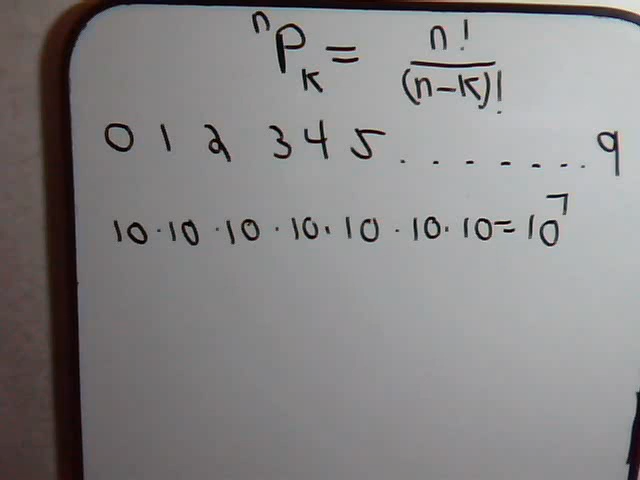 ⁿPₖ = n!/(n-k)!
0 1 2 3 4 5 . . . . . . . 9
10 · 10 · 10 · 10 · 10 · 10 · 10 = 10⁷